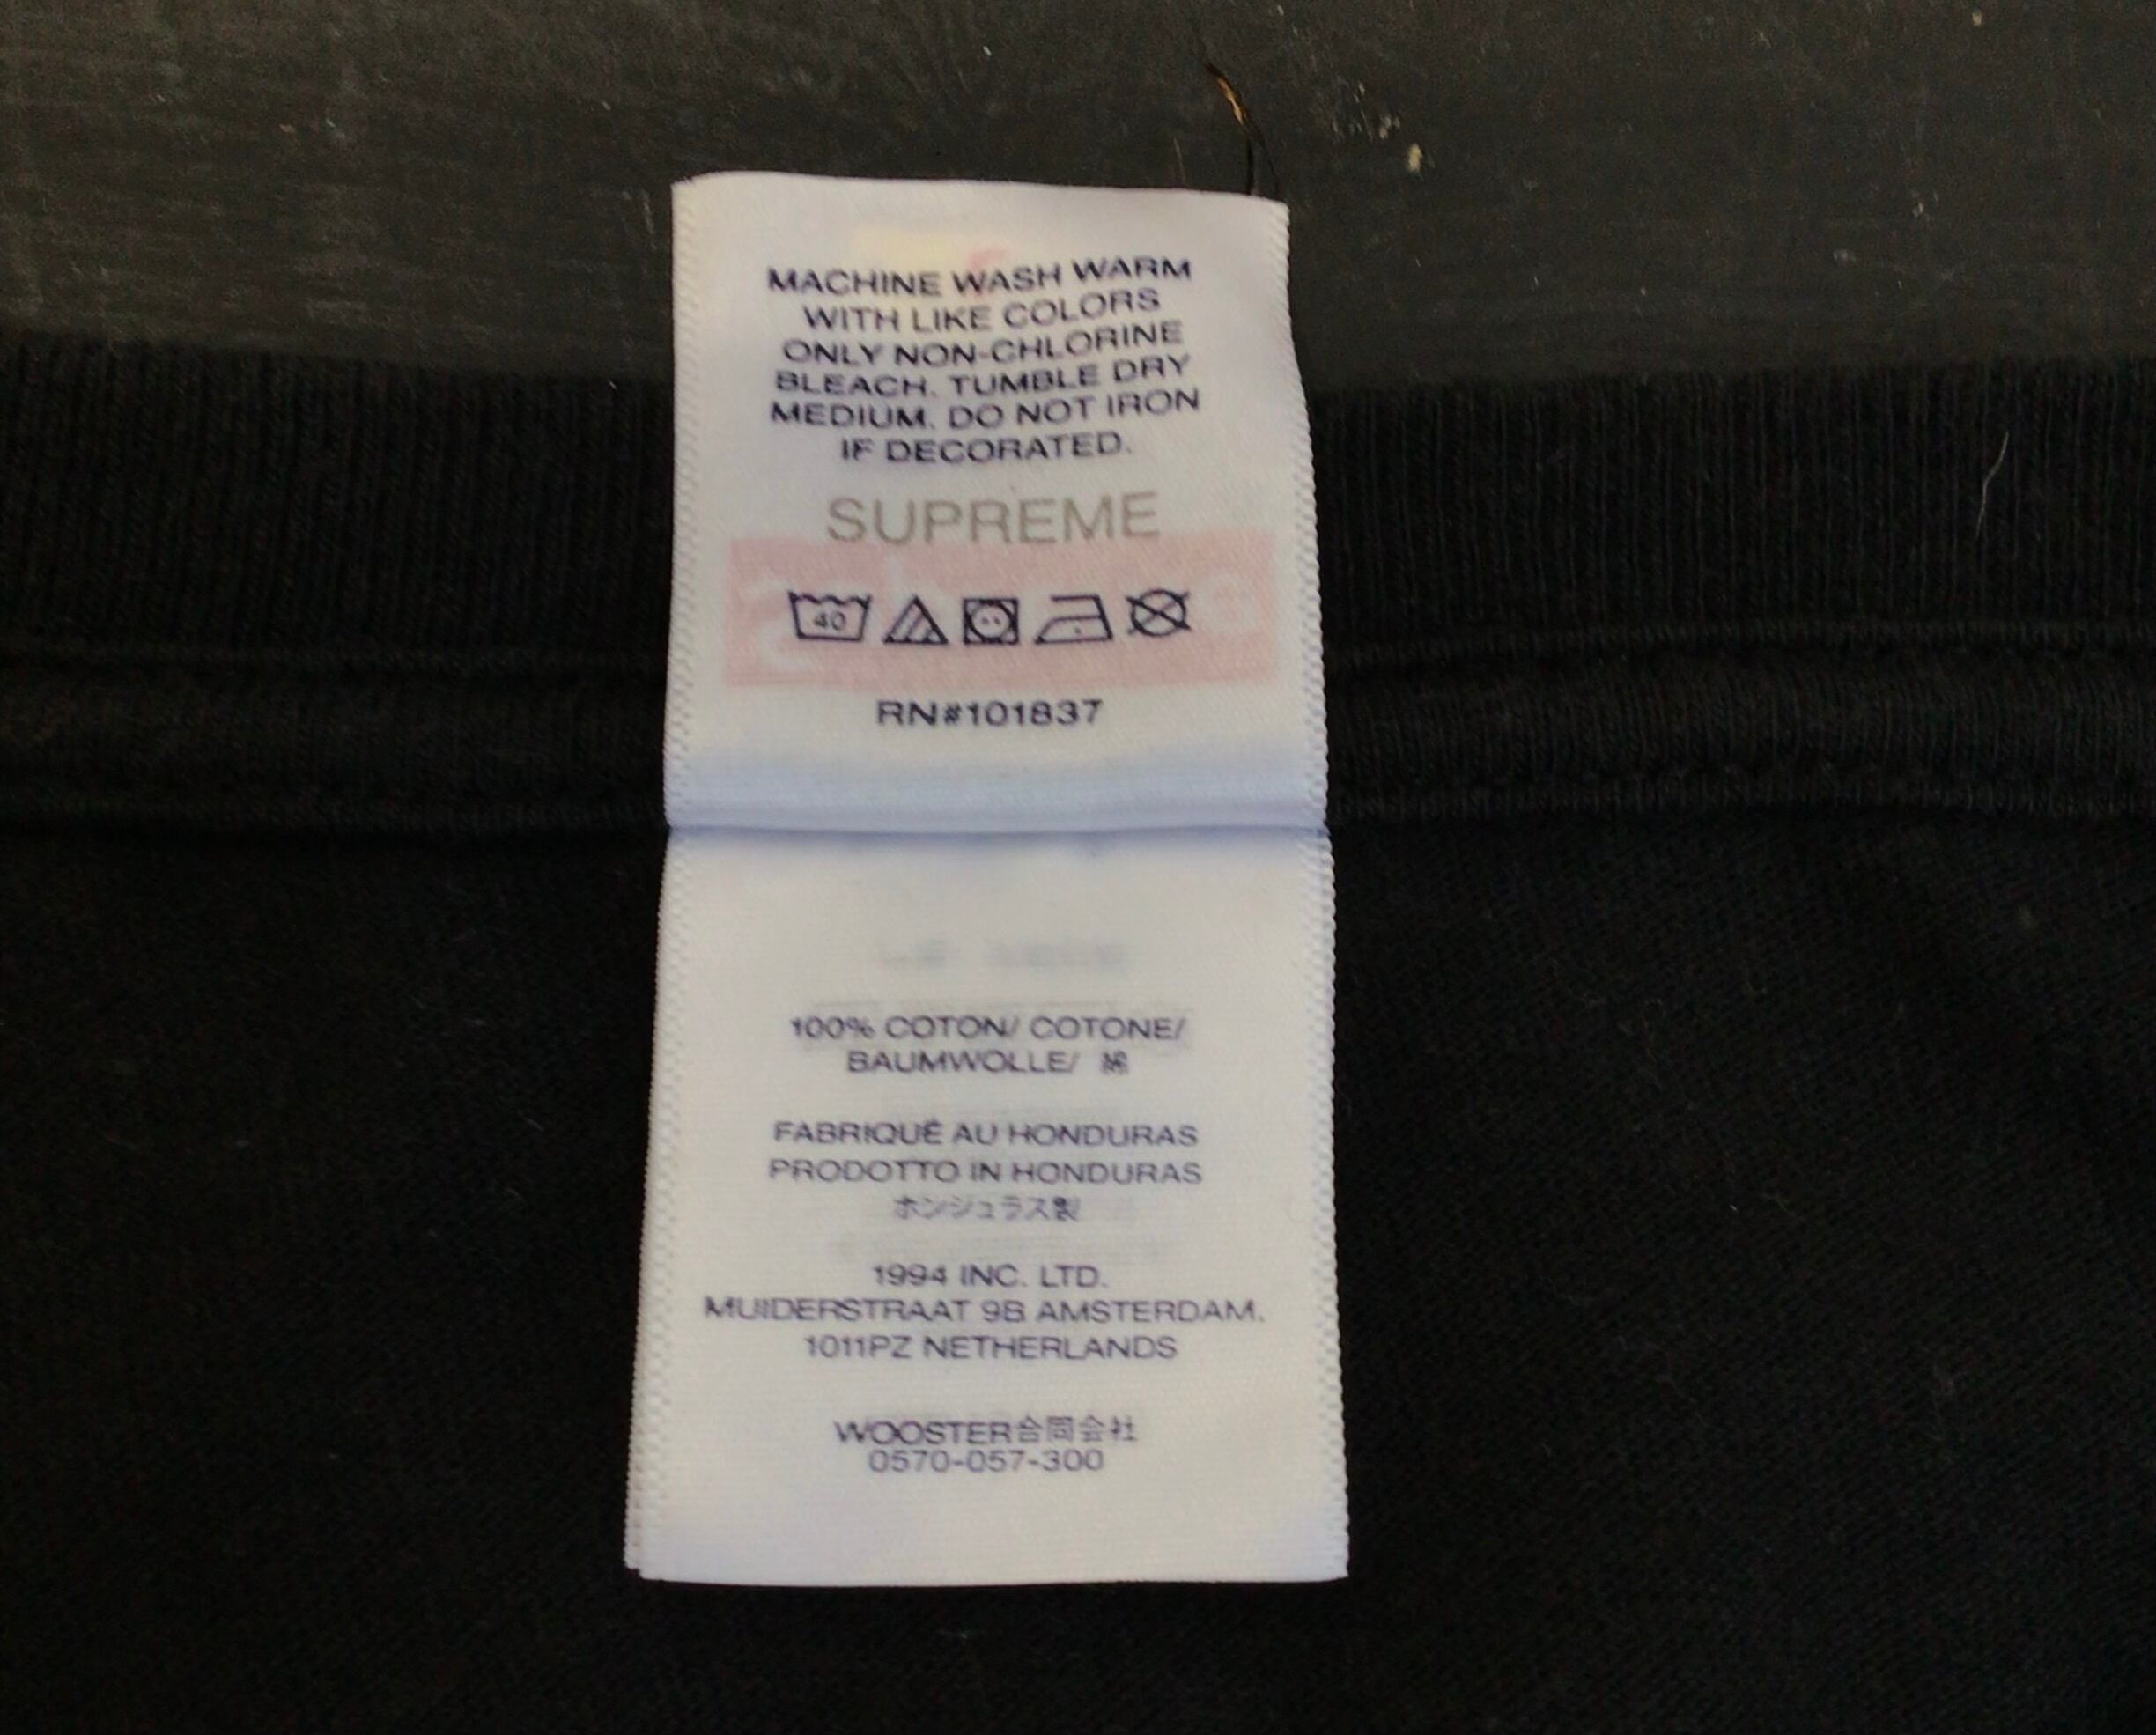 MACHINE WASH WARM
WITH LIKE COLORS
ONLY NON-CHLORINE
BLEACH. TUMBLE DRY
MEDIUM. DO NOT IRON
IF DECORATED.
SUPREME
40
RN#101837
100% COTON/ COTONE/
BAUMWOLLE/ 綿
FABRIQUÉ AU HONDURAS
PRODOTTO IN HONDURAS
ホンジュラス製
1994 INC. LTD.
MUIDERSTRAAT 9B AMSTERDAM.
1011PZ NETHERLANDS
WOOSTER合同会社
0570-057-300